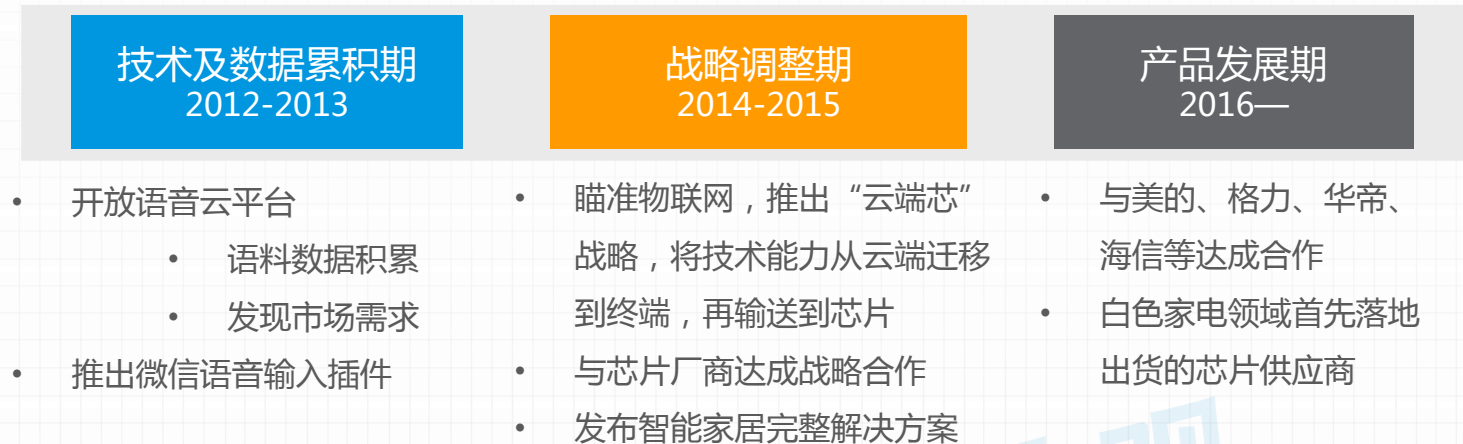 技术及数据累积期
2012-2013
战略调整期
2014-2015
产品发展期
2016—
• 开放语音云平台
• 语料数据积累
• 发现市场需求
• 推出微信语音输入插件
• 瞄准物联网，推出“云端芯”
战略，将技术能力从云端迁移
到终端，再输送到芯片
• 与芯片厂商达成战略合作
• 发布智能家居完整解决方案
• 与美的、格力、华帝、
海信等达成合作
• 白色家电领域首先落地
出货的芯片供应商